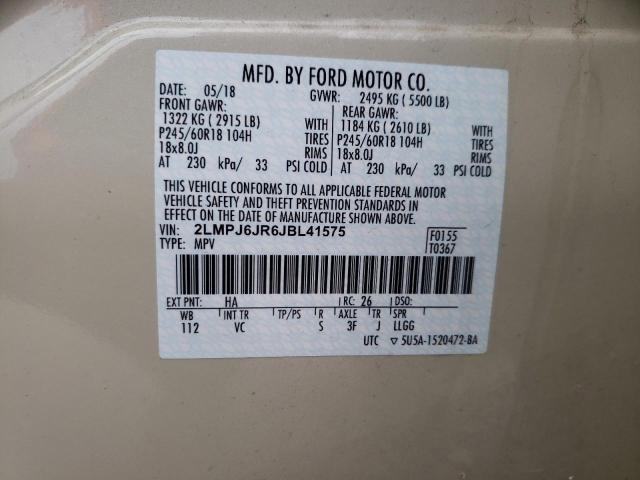 MFD. BY FORD MOTOR CO.
DATE: 05/18 GVWR: 2495 KG ( 5500 LB)
FRONT GAWR: REAR GAWR:
1322 KG ( 2915 LB) WITH 1184 KG ( 2610 LB) WITH
P245/60R18 104H TIRES P245/60R18 104H TIRES
18x8.0J RIMS 18x8.0J RIMS
AT 230 kPa/ 33 PSI COLD AT 230 kPa/ 33 PSI COLD
THIS VEHICLE CONFORMS TO ALL APPLICABLE FEDERAL MOTOR
VEHICLE SAFETY AND THEFT PREVENTION STANDARDS IN
EFFECT ON THE DATE OF MANUFACTURE SHOWN ABOVE.
VIN: 2LMPJ6JR6JBL41575 F0155
TYPE: MPV T0367
EXT PNT: HA RC: 26 DSO:
WB INT TR TP/PS R AXLE TR SPR
112 VC S 3F J LLGG
UTC ▽ 5U5A-1520472-BA